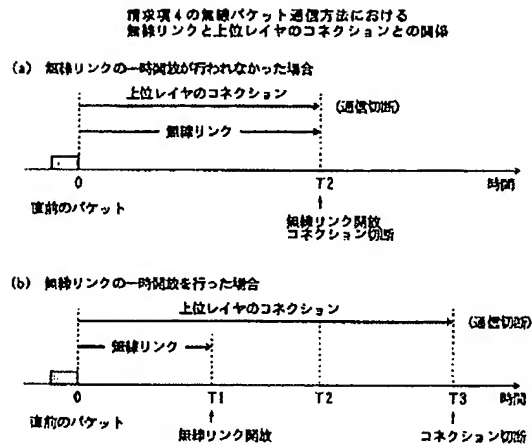 請求項4の無線パケット通信方法における
無線リンクと上位レイヤのコネクションとの関係
(a) 無線リンクの一時開放が行われなかった場合
上位レイヤのコネクション
(通信切断)
無線リンク
0
T2
時間
直前のパケット
無線リンク開放
コネクション切断
(b) 無線リンクの一時開放を行った場合
上位レイヤのコネクション
(通信切断)
無線リンク
0
T1
T2
T3
時間
直前のパケット
無線リンク開放
コネクション切断